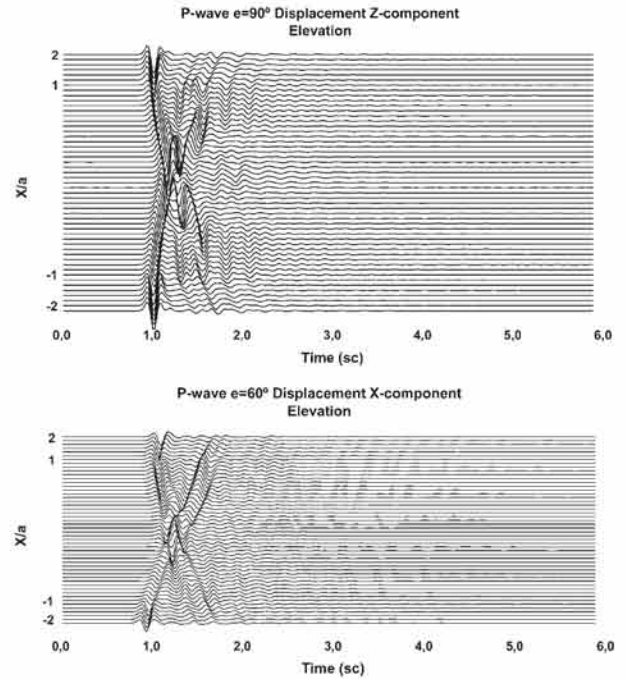 P-wave e=90º Displacement Z-component
Elevation
2
1
X/a
-1
-2
0,0 1,0 2,0 3,0 4,0 5,0 6,0
Time (sc)
P-wave e=60º Displacement X-component
Elevation
2
1
X/a
-1
-2
0,0 1,0 2,0 3,0 4,0 5,0 6,0
Time (sc)